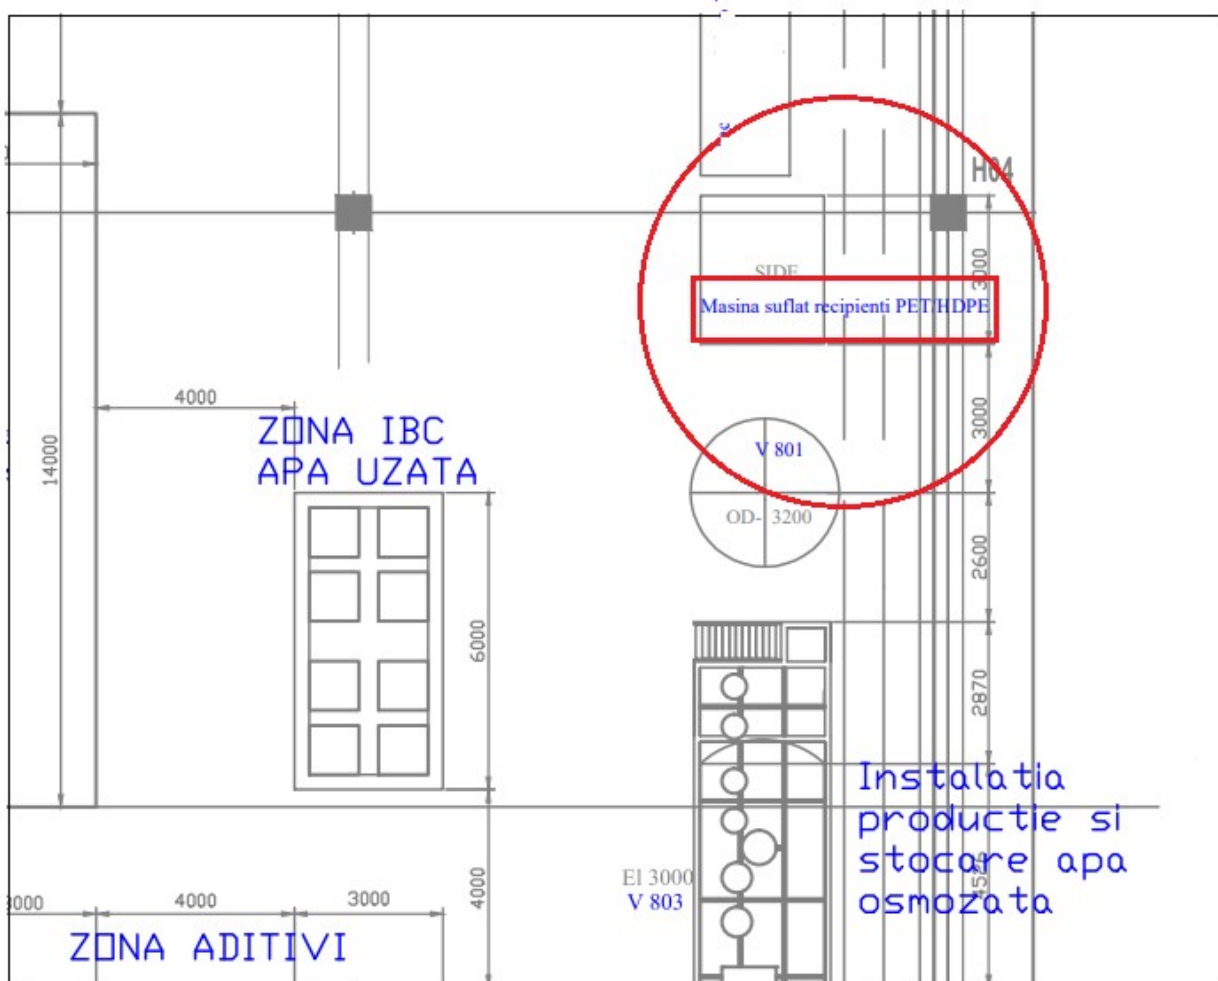 H04
SIDE
3000
Masina suflat recipienti PET/HDPE
4000
ZONA IBC
APA UZATA
14000
3000
V 801
OD- 3200
2600
6000
2870
Instalatia
productie si
stocare apa
osmozata
El 3000
V 803
4000
3000
4000
3000
ZONA ADITIVI